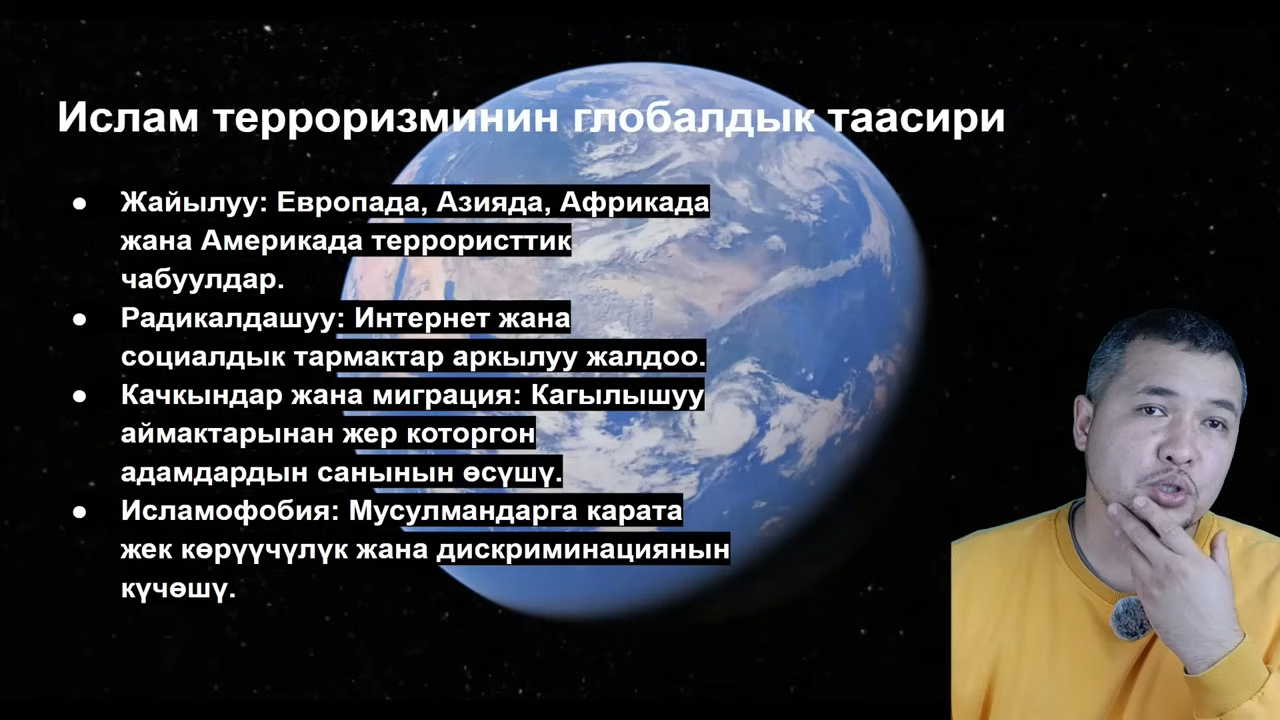 Ислам терроризминин глобалдык таасири
● Жайылуу: Европада, Азияда, Африкада
жана Америкада террористтик
чабуулдар.
● Радикалдашуу: Интернет жана
социалдык тармактар аркылуу жалдоо.
● Качкындар жана миграция: Кагылышуу
аймактарынан жер которгон
адамдардын санынын өсүшү.
● Исламофобия: Мусулмандарга карата
жек көрүүчүлүк жана дискриминациянын
күчөшү.